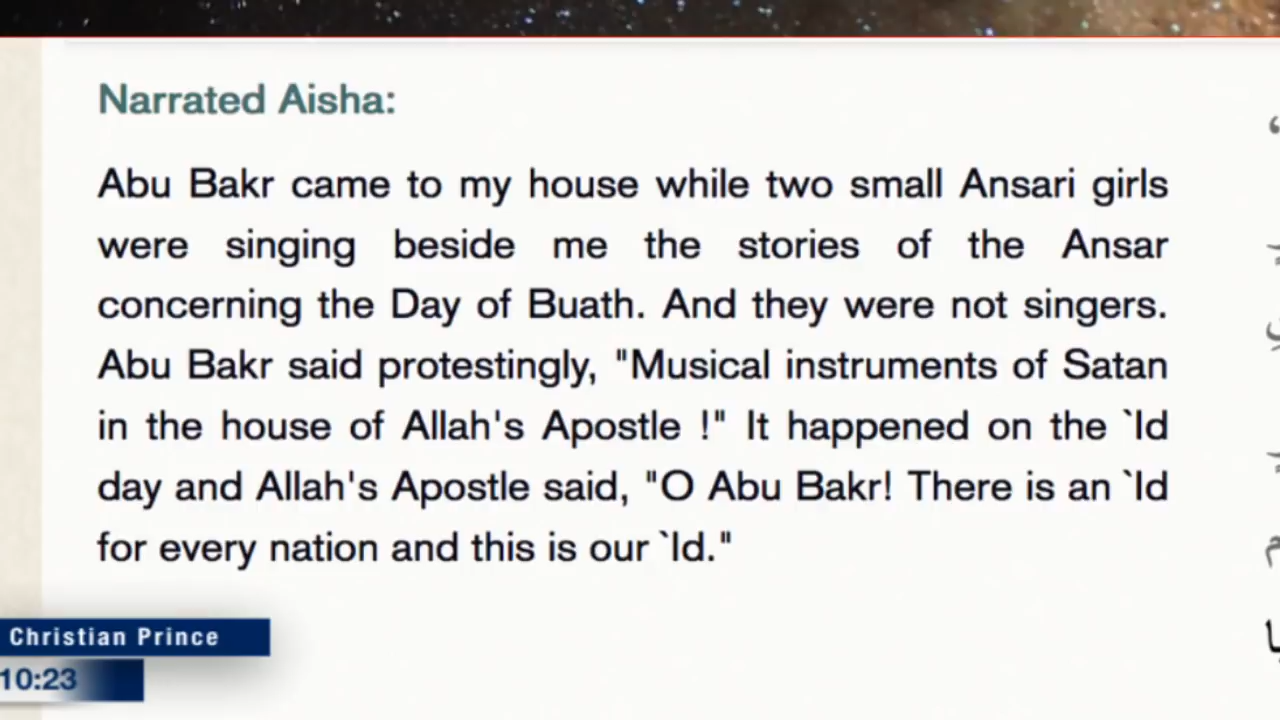 Narrated Aisha:
Abu Bakr came to my house while two small Ansari girls
were singing beside me the stories of the Ansar
concerning the Day of Buath. And they were not singers.
Abu Bakr said protestingly, "Musical instruments of Satan
in the house of Allah's Apostle !" It happened on the `Id
day and Allah's Apostle said, "O Abu Bakr! There is an `Id
for every nation and this is our `Id."
Christian Prince
10:23